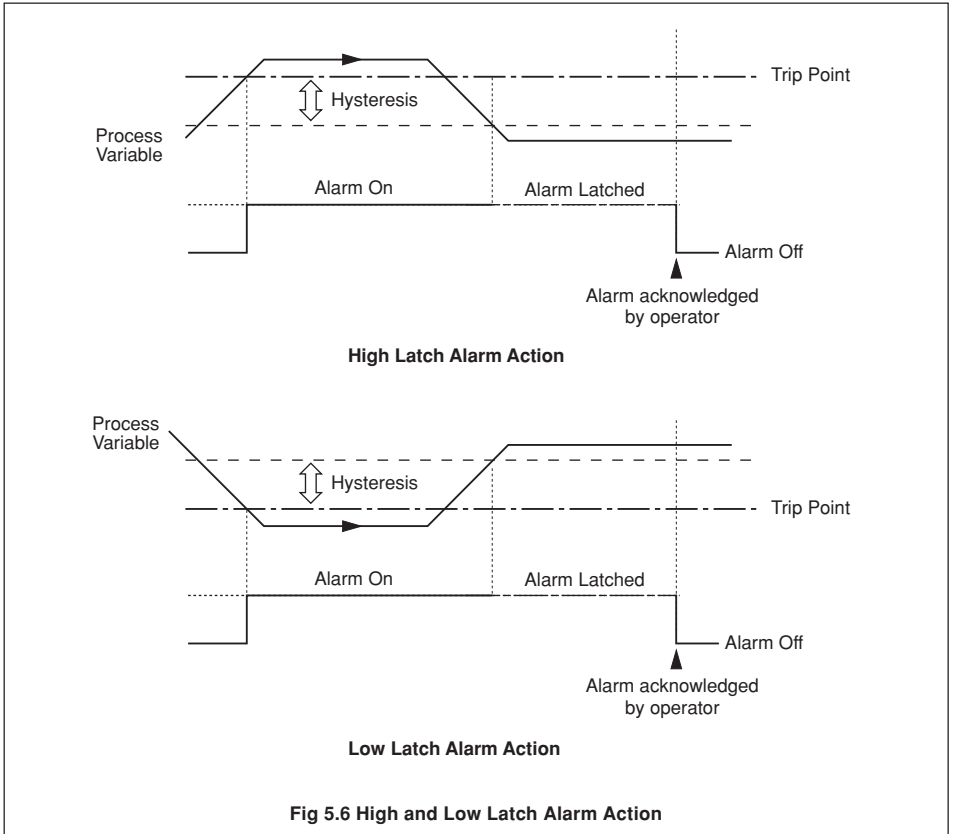 Trip Point
Hysteresis
Process
Variable
Alarm On
Alarm Latched
Alarm Off
Alarm acknowledged
by operator
High Latch Alarm Action
Process
Variable
Hysteresis
Trip Point
Alarm On
Alarm Latched
Alarm Off
Alarm acknowledged
by operator
Low Latch Alarm Action
Fig 5.6 High and Low Latch Alarm Action